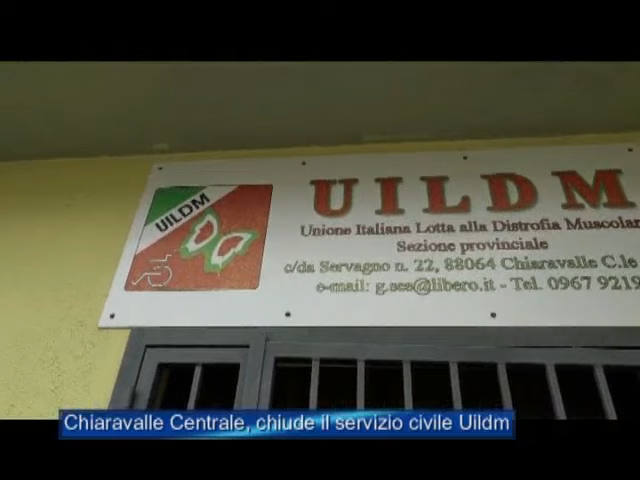 UILDM
UILDM
Unione Italiana Lotta alla Distrofia Muscolar
Sezione provinciale
c/da Servagno n. 22, 88064 Chiaravalle C.le
e-mail: g.ses@libero.it - Tel. 0967 9219
Chiaravalle Centrale, chiude il servizio civile Uildm